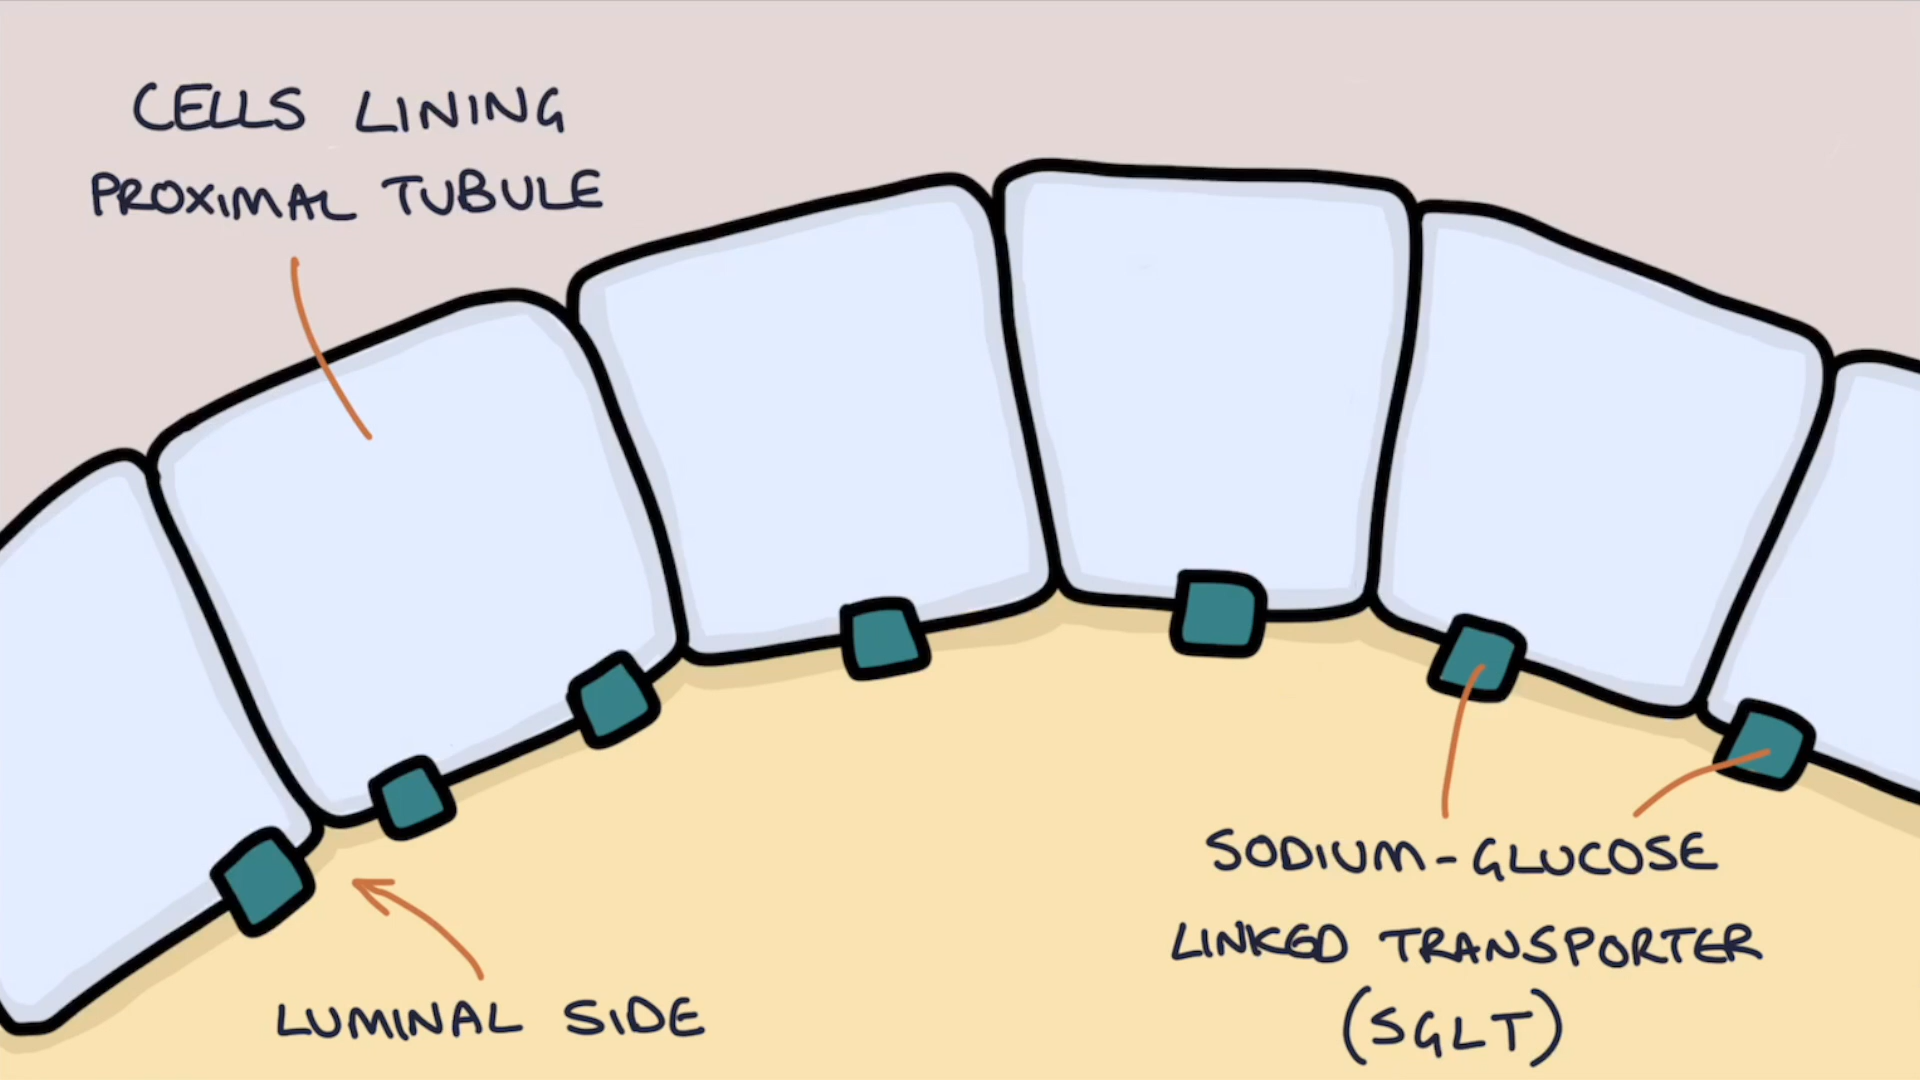 CELLS LINING
PROXIMAL TUBULE
LUMINAL SIDE
SODIUM-GLUCOSE
LINKED TRANSPORTER
(SGLT)